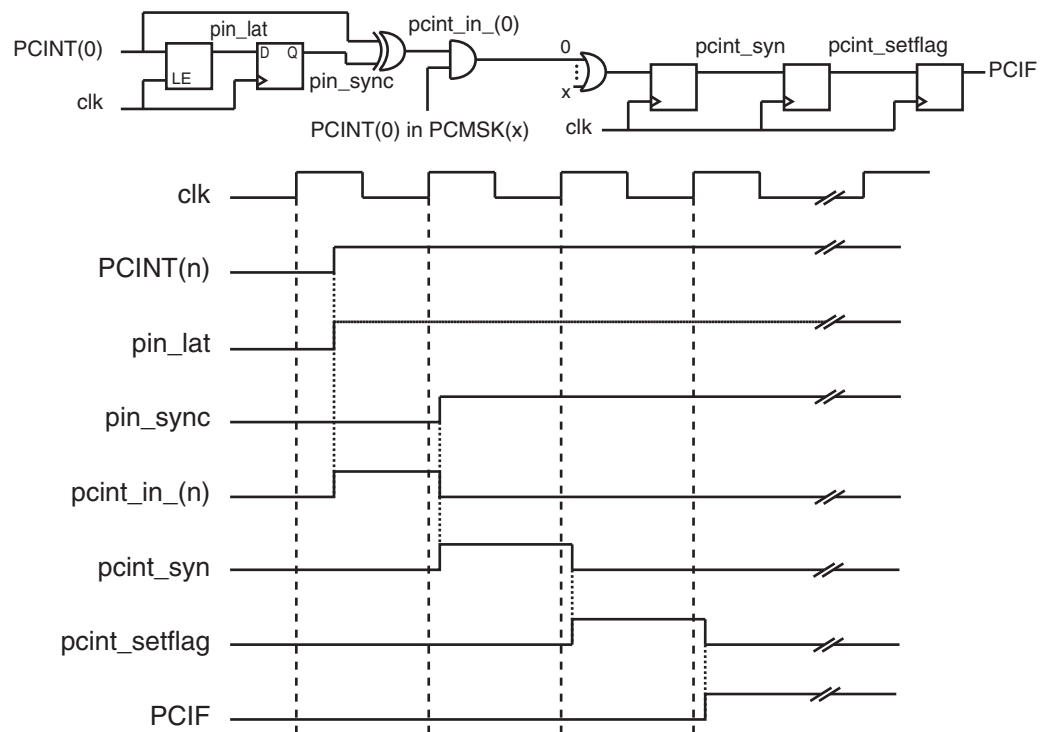 pin_lat
pcint_in_(0)
PCINT(0)
D Q
LE
pin_sync
clk
PCINT(0) in PCMSK(x)
0
x
pcint_syn
pcint_setflag
PCIF
clk
clk
PCINT(n)
pin_lat
pin_sync
pcint_in_(n)
pcint_syn
pcint_setflag
PCIF